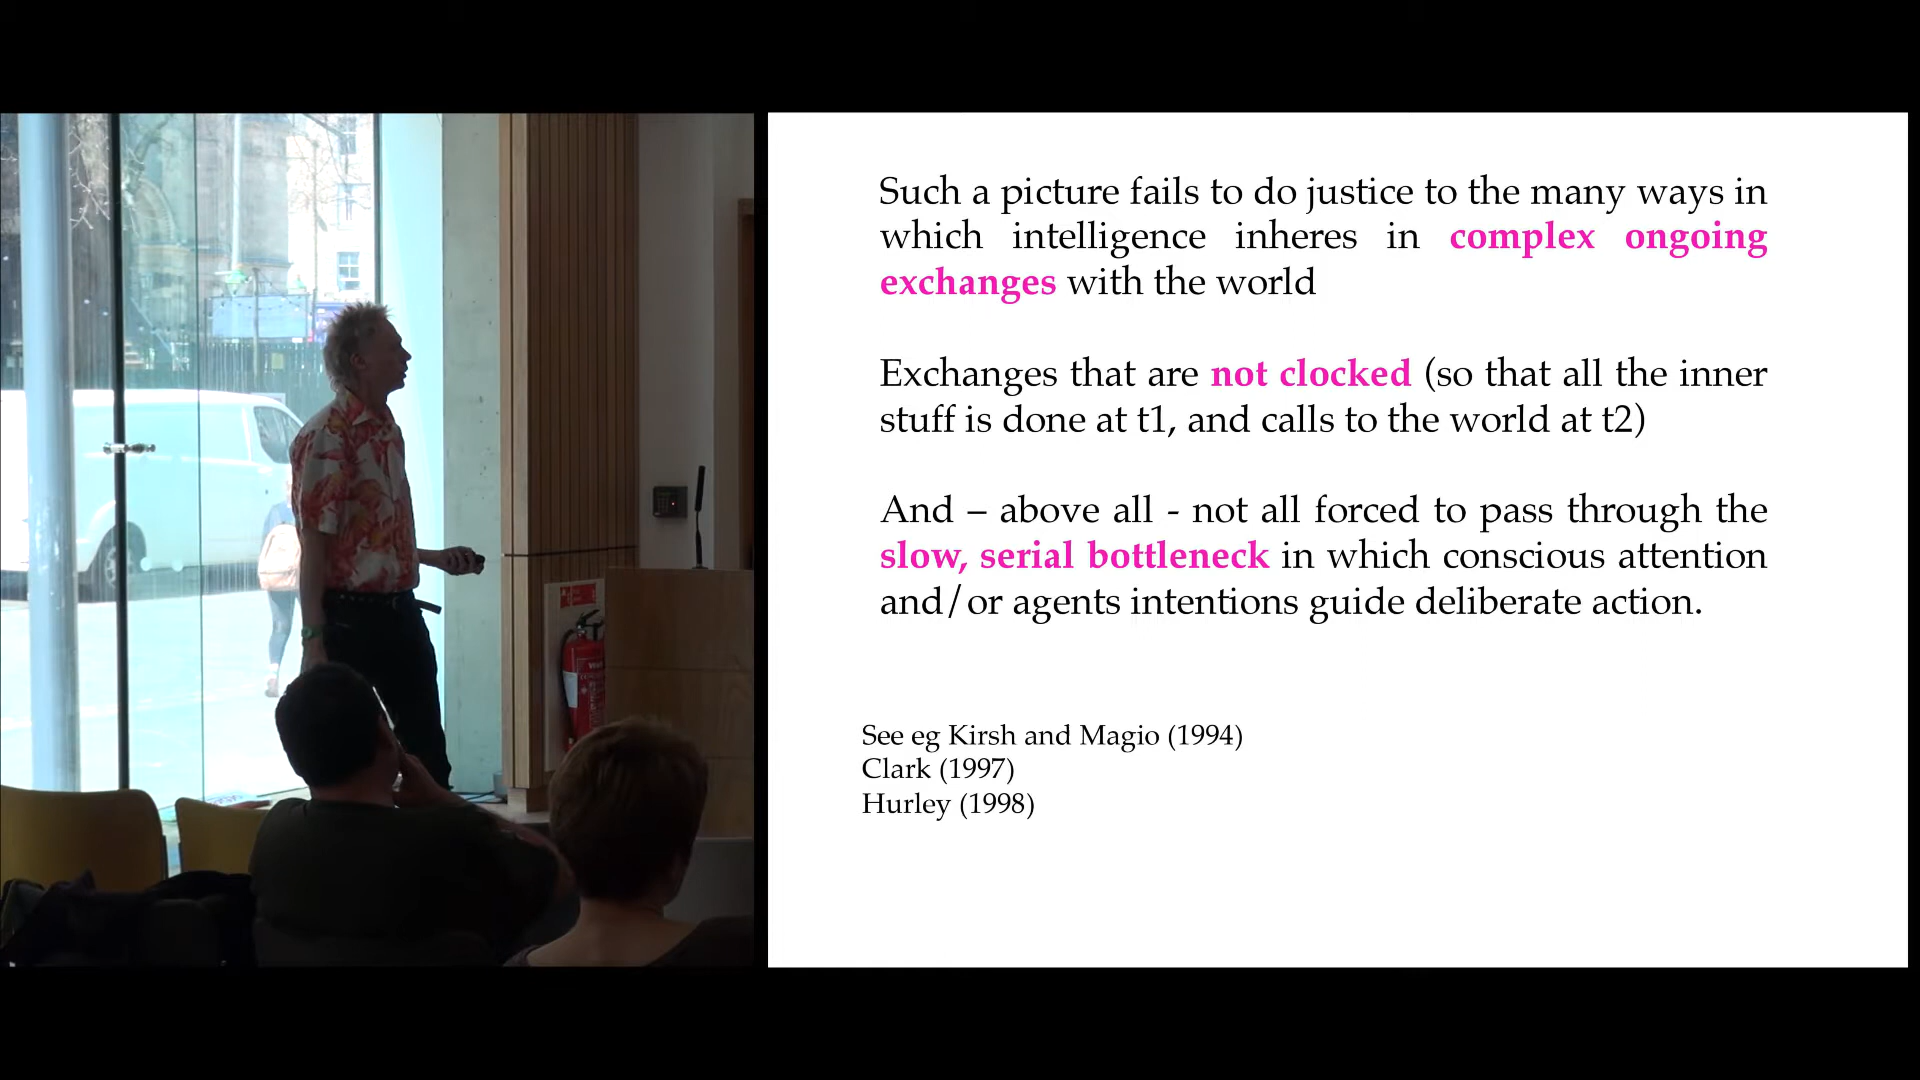 Such a picture fails to do justice to the many ways in
which intelligence inheres in complex ongoing
exchanges with the world
Exchanges that are not clocked (so that all the inner
stuff is done at t1, and calls to the world at t2)
And – above all - not all forced to pass through the
slow, serial bottleneck in which conscious attention
and/or agents intentions guide deliberate action.
See eg Kirsh and Magio (1994)
Clark (1997)
Hurley (1998)